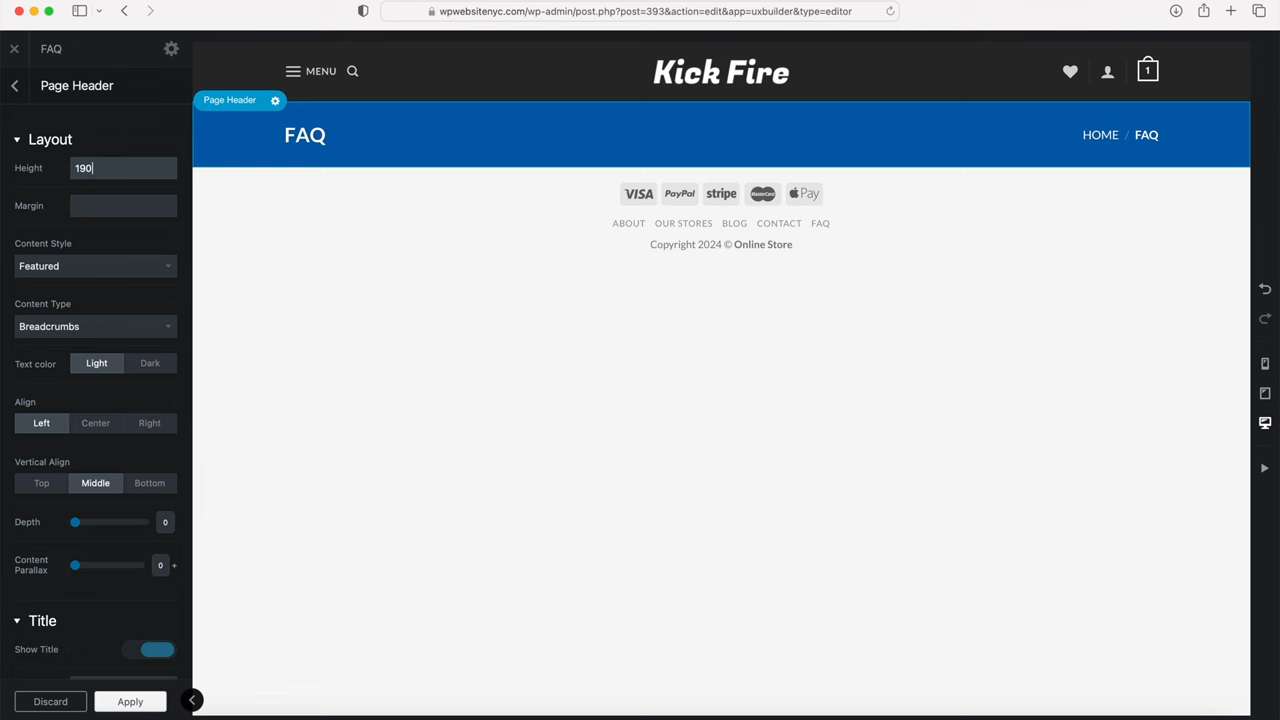 wpwebsitenyc.com/wp-admin/post.php?post=393&action=edit&app=uxbuilder&type=editor
FAQ
Page Header
Layout
Height 190
Margin
Content Style
Featured
Content Type
Breadcrumbs
Text color Light Dark
Align
Left Center Right
Vertical Align
Top Middle Bottom
Depth 0
Content Parallax 0 +
Title
Show Title
Discard Apply
MENU Kick Fire 1
Page Header
FAQ HOME / FAQ
VISA PayPal stripe MasterCard Pay
ABOUT OUR STORES BLOG CONTACT FAQ
Copyright 2024 © Online Store